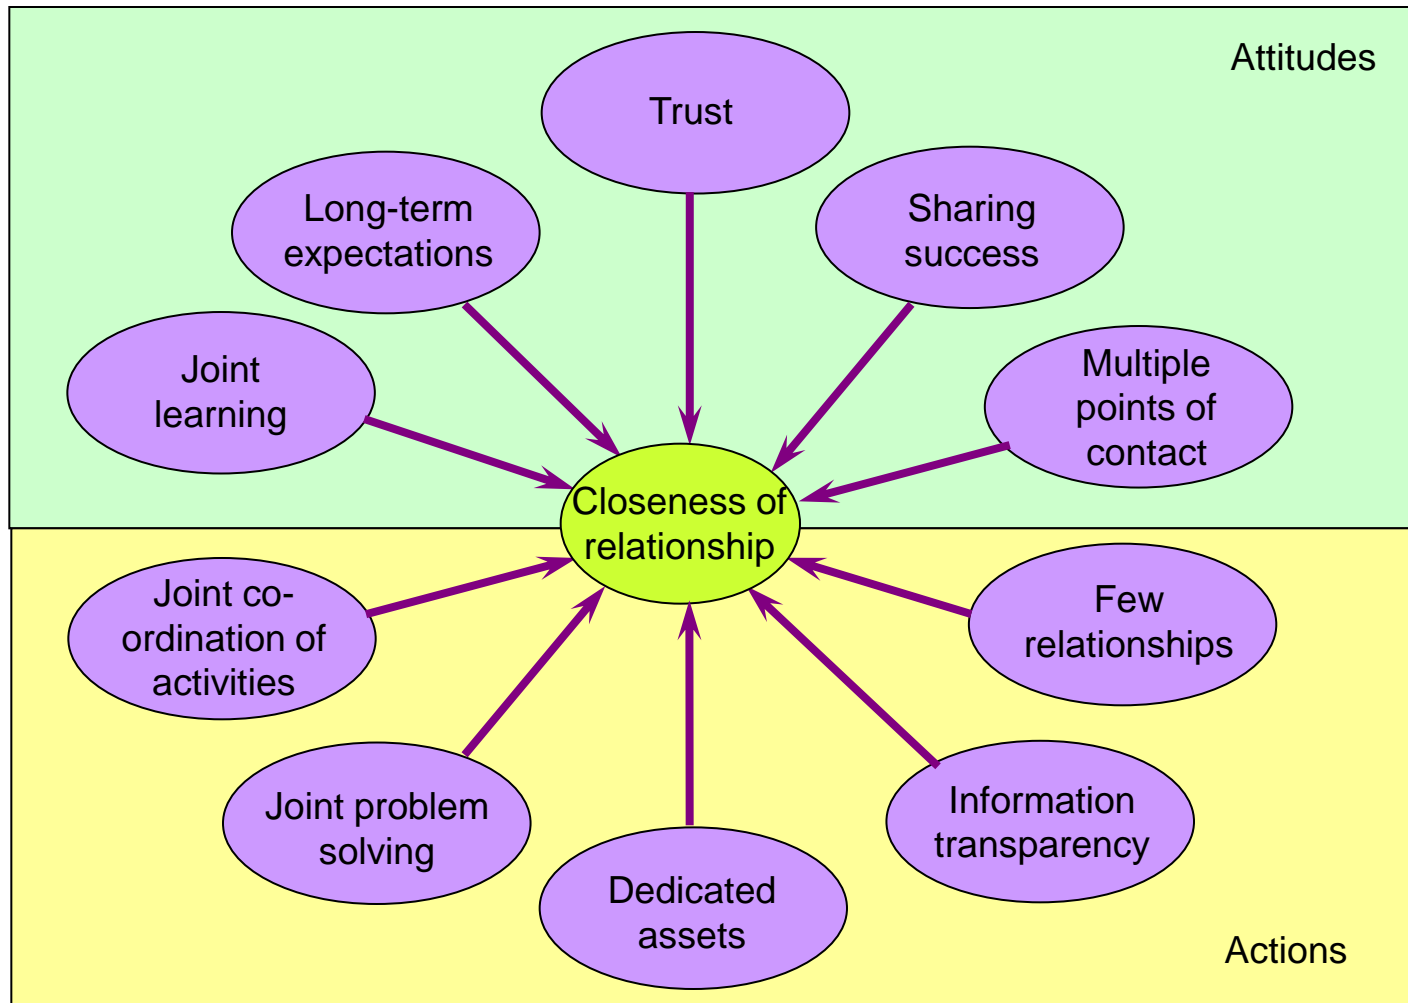 Attitudes
Trust
Long-term
expectations
Sharing
success
Joint
learning
Multiple
points of
contact
Closeness of
relationship
Joint co-
ordination of
activities
Few
relationships
Joint problem
solving
Information
transparency
Dedicated
assets
Actions